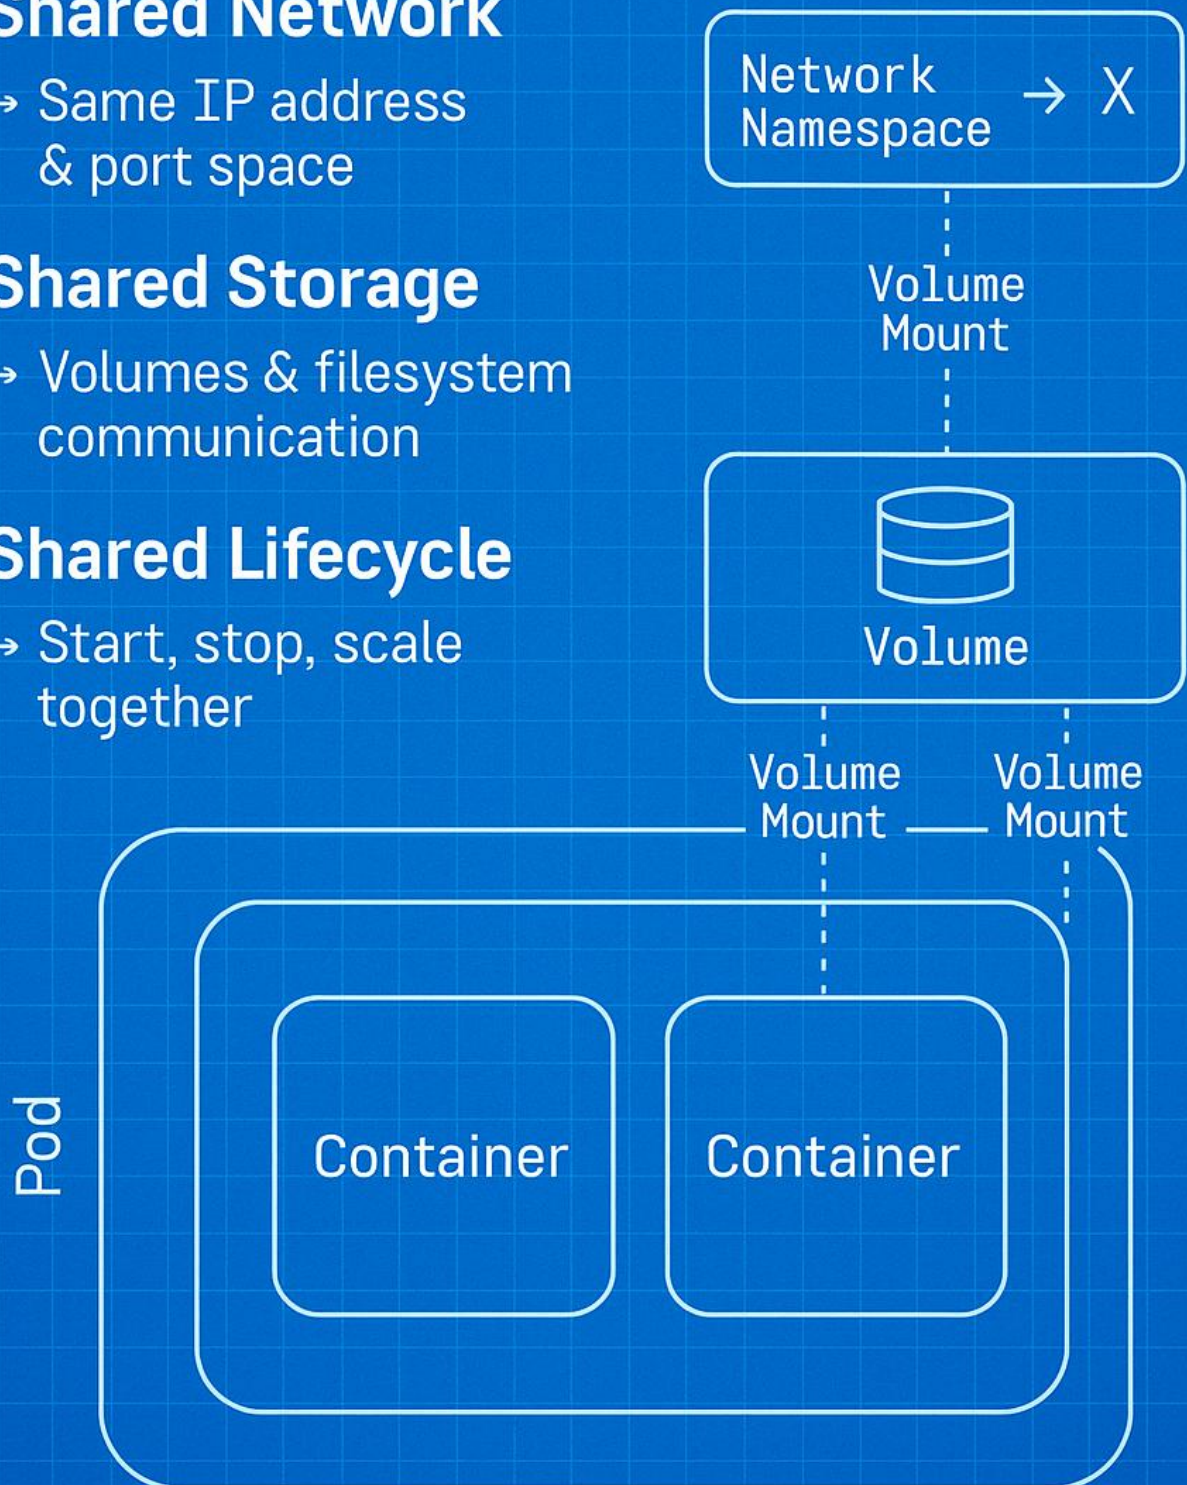 Shared Network
→ Same IP address
& port space
Shared Storage
→ Volumes & filesystem
communication
Shared Lifecycle
→ Start, stop, scale
together
Network
Namespace → X
Volume
Mount
Volume
Volume
Mount
Volume
Mount
Pod
Container
Container